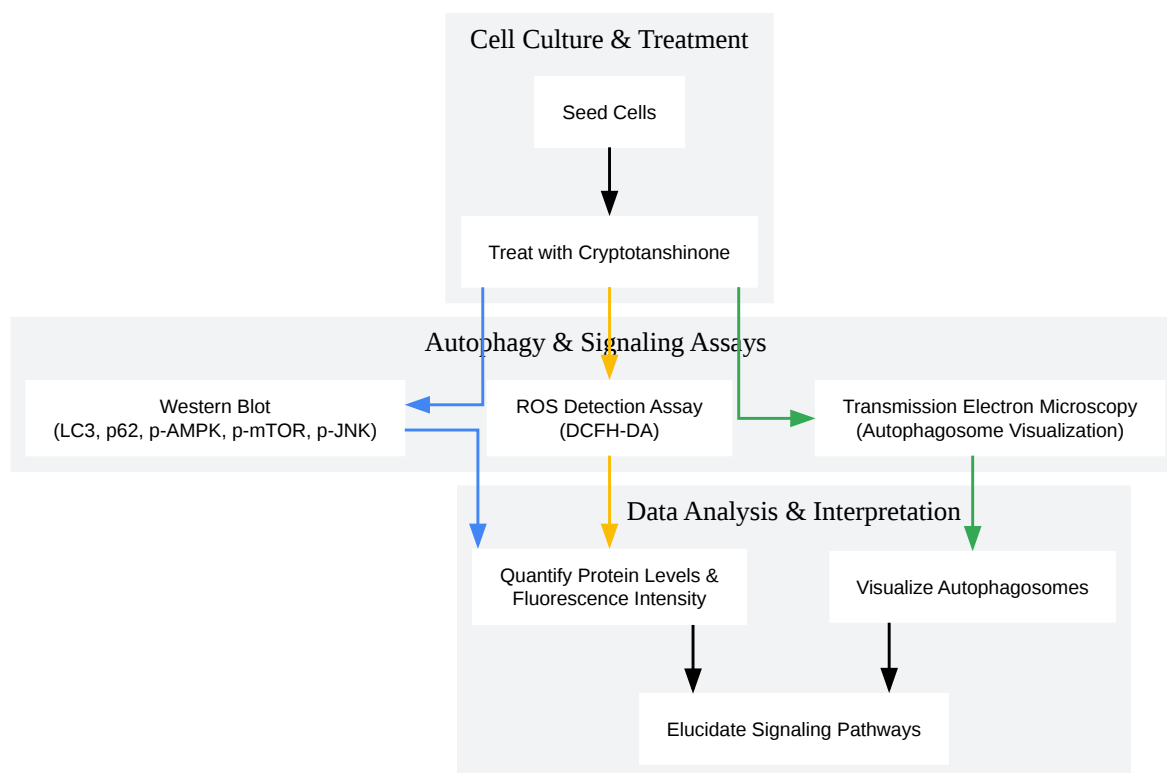 Cell Culture & Treatment
Seed Cells
Treat with Cryptotanshinone
Autophagy & Signaling Assays
Western Blot
(LC3, p62, p-AMPK, p-mTOR, p-JNK)
ROS Detection Assay
(DCFH-DA)
Transmission Electron Microscopy
(Autophagosome Visualization)
Data Analysis & Interpretation
Quantify Protein Levels &
Fluorescence Intensity
Visualize Autophagosomes
Elucidate Signaling Pathways